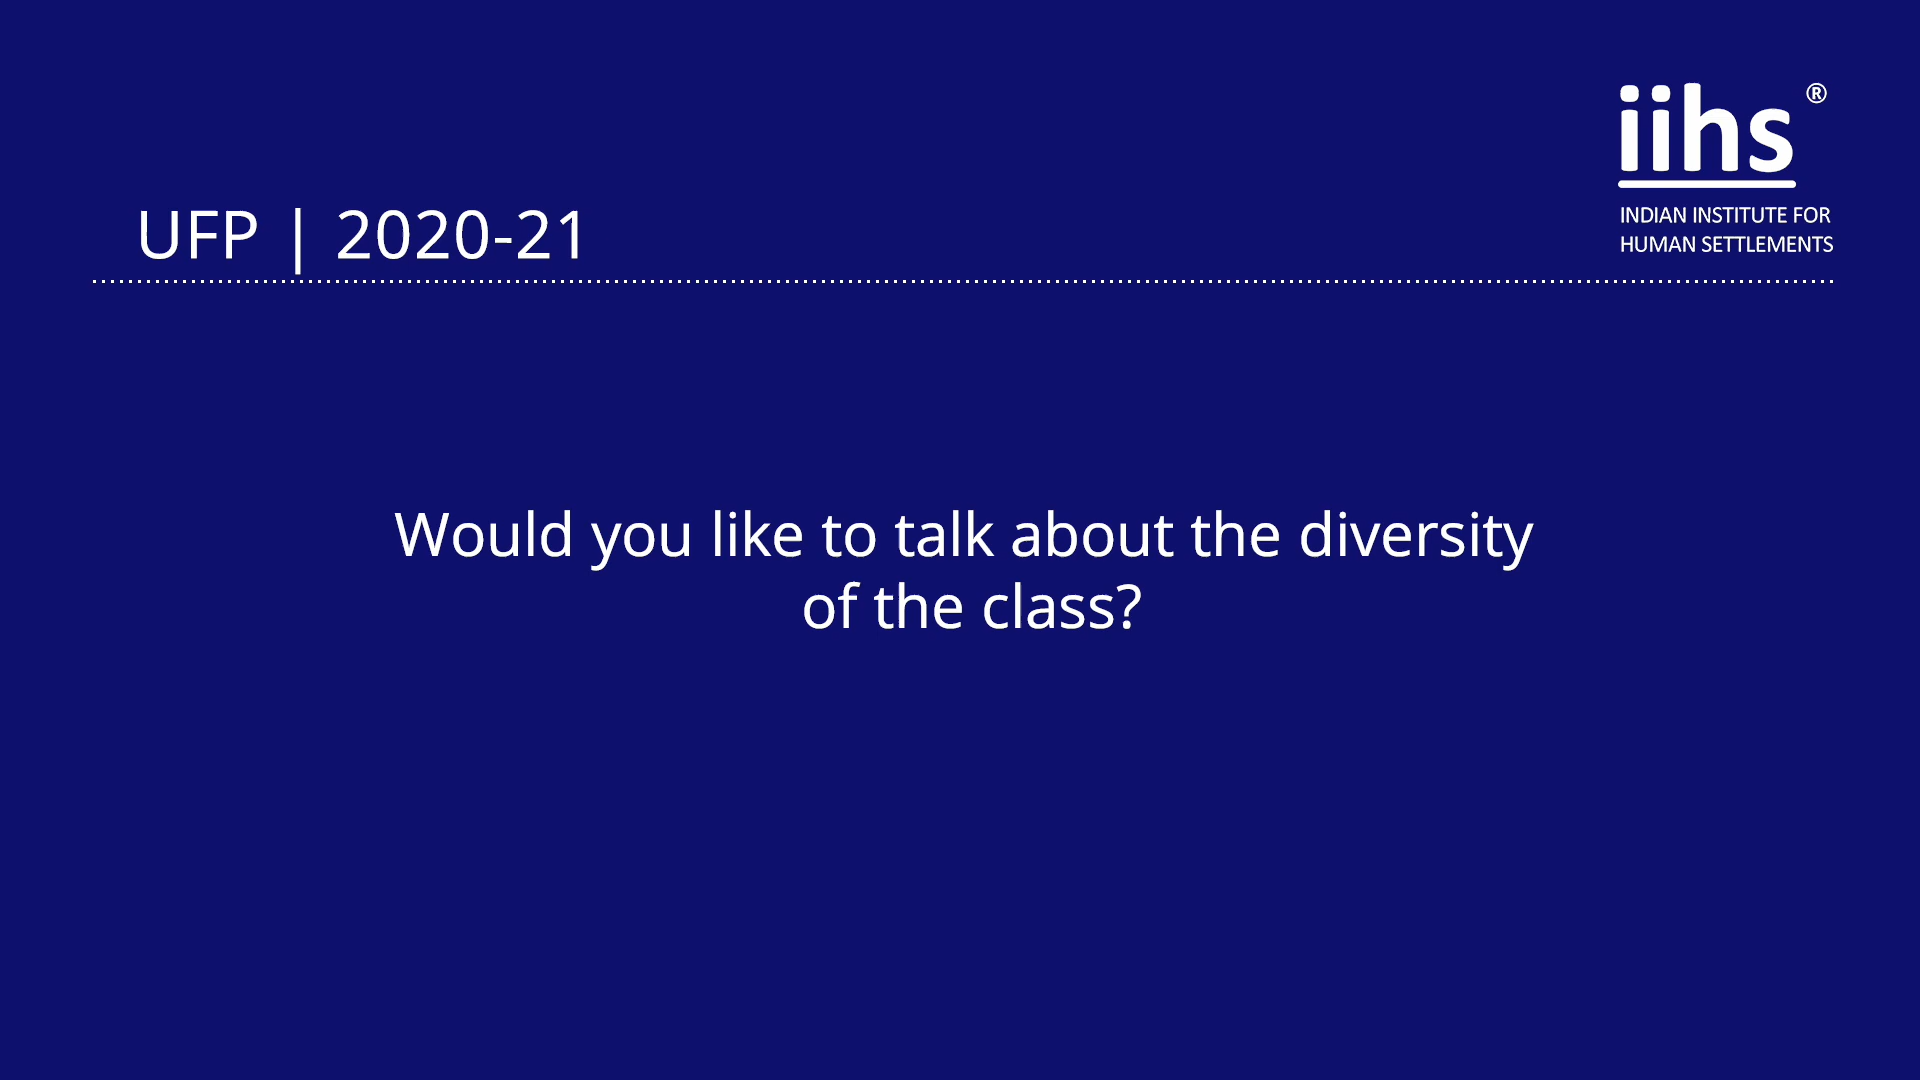 iihs®
INDIAN INSTITUTE FOR
HUMAN SETTLEMENTS
UFP | 2020-21
Would you like to talk about the diversity
of the class?